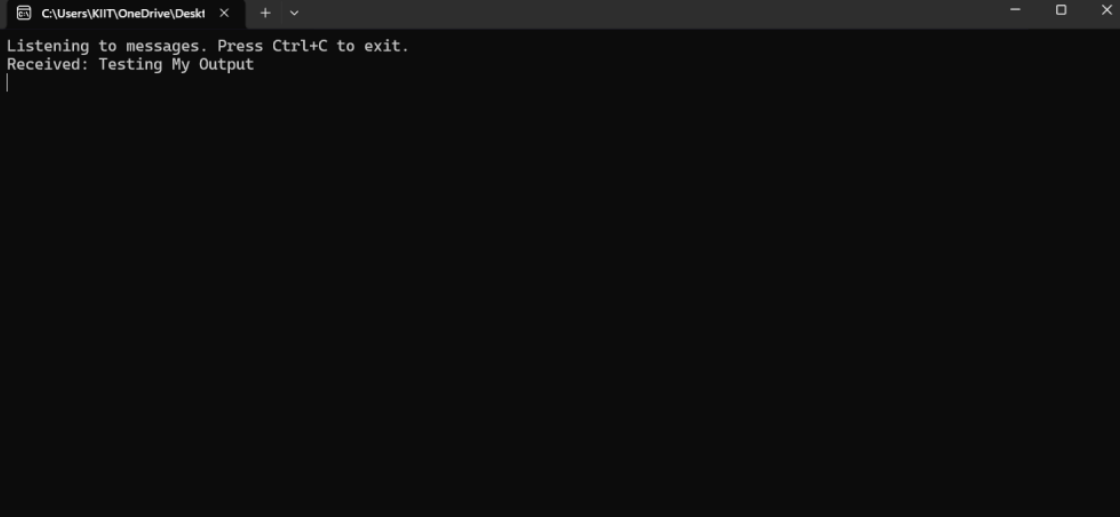 C:\Users\KIIT\OneDrive\Deskt
Listening to messages. Press Ctrl+C to exit.
Received: Testing My Output